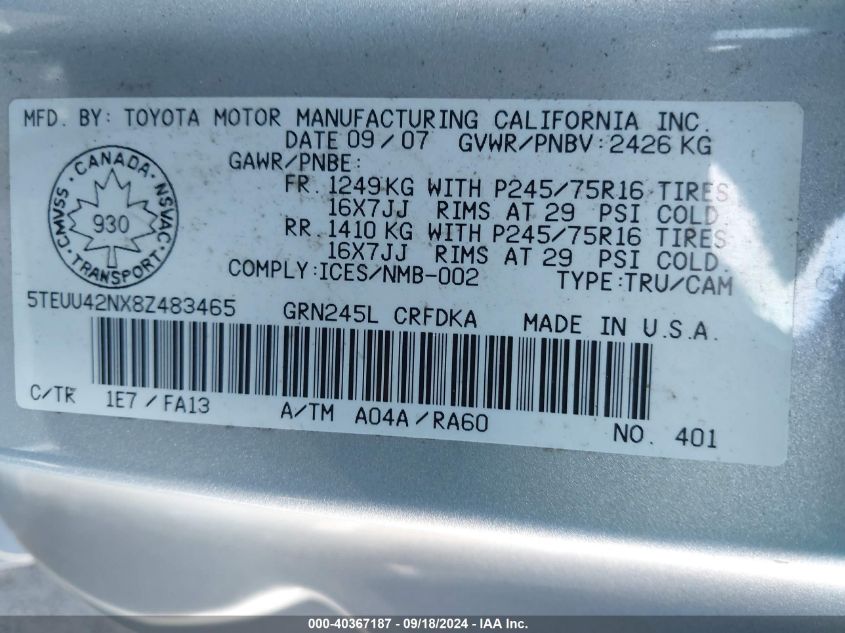 MFD. BY: TOYOTA MOTOR MANUFACTURING CALIFORNIA INC.
DATE 09/07 GVWR/PNBV: 2426 KG
GAWR/PNBE:
FR. 1249KG WITH P245/75R16 TIRES
16X7JJ RIMS AT 29 PSI COLD.
RR. 1410 KG WITH P245/75R16 TIRES
16X7JJ RIMS AT 29 PSI COLD.
CANADA
CMVSS NSVAC
930
TRANSPORT
COMPLY: ICES/NMB-002 TYPE: TRU/CAM
5TEUU42NX8Z483465 GRN245L CRFDKA MADE IN U.S.A.
C/TR 1E7 / FA13 A/TM A04A/RA60 NO. 401
000-40367187 - 09/18/2024 - IAA Inc.